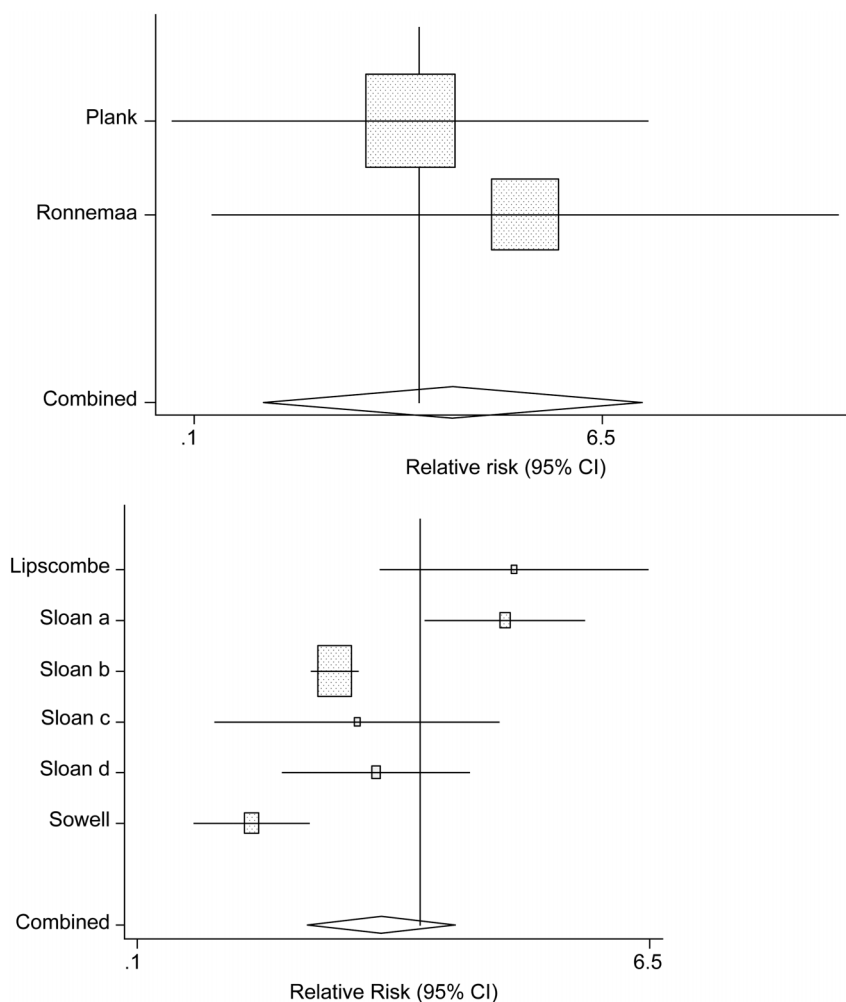 Plank
Ronnemaa
Combined
.1 6.5
Relative risk (95% CI)
Lipscombe
Sloan a
Sloan b
Sloan c
Sloan d
Sowell
Combined
.1 6.5
Relative Risk (95% CI)